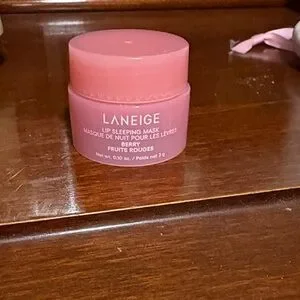 LANEIGE
LIP SLEEPING MASK
MASQUE DE NUIT POUR LES LÈVRES
BERRY
FRUITS ROUGES
Net wt. 0.10 oz. / Poids net 3 g